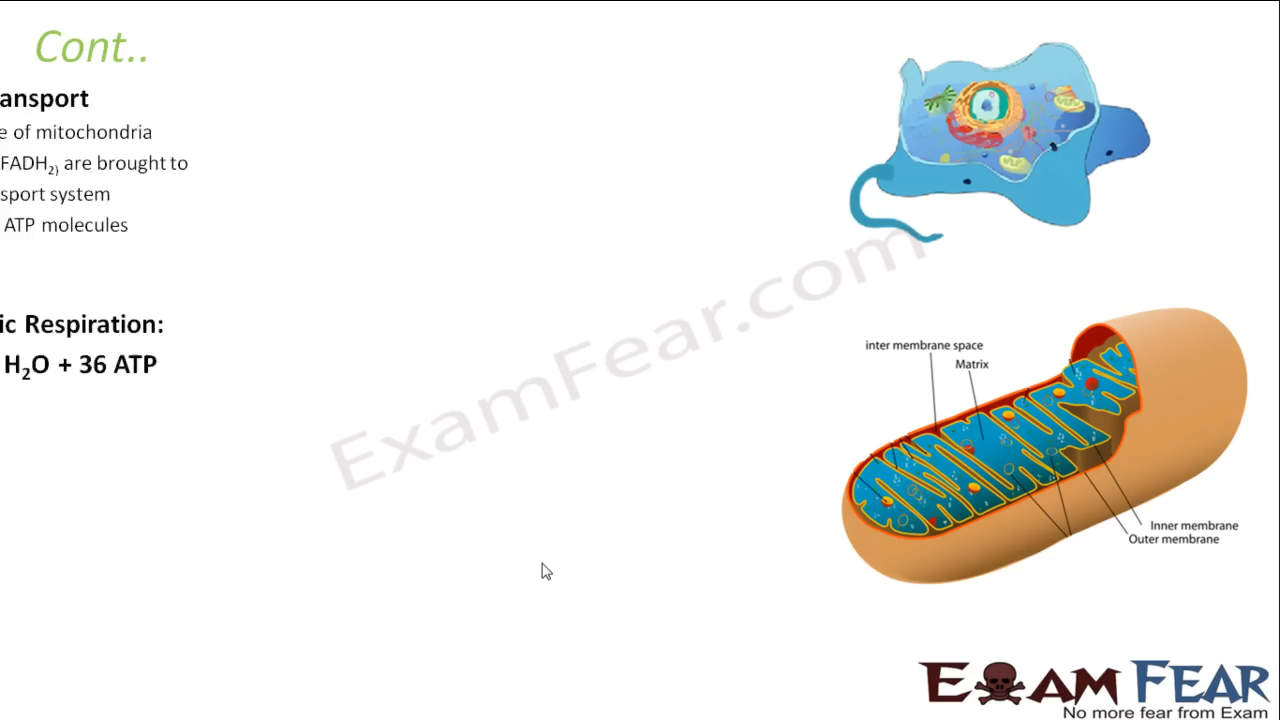 Cont..
ansport
e of mitochondria
FADH2) are brought to
sport system
ATP molecules
ic Respiration:
H2O + 36 ATP
ExamFear.com
inter membrane space
Matrix
Inner membrane
Outer membrane
EXAM FEAR
No more fear from Exam